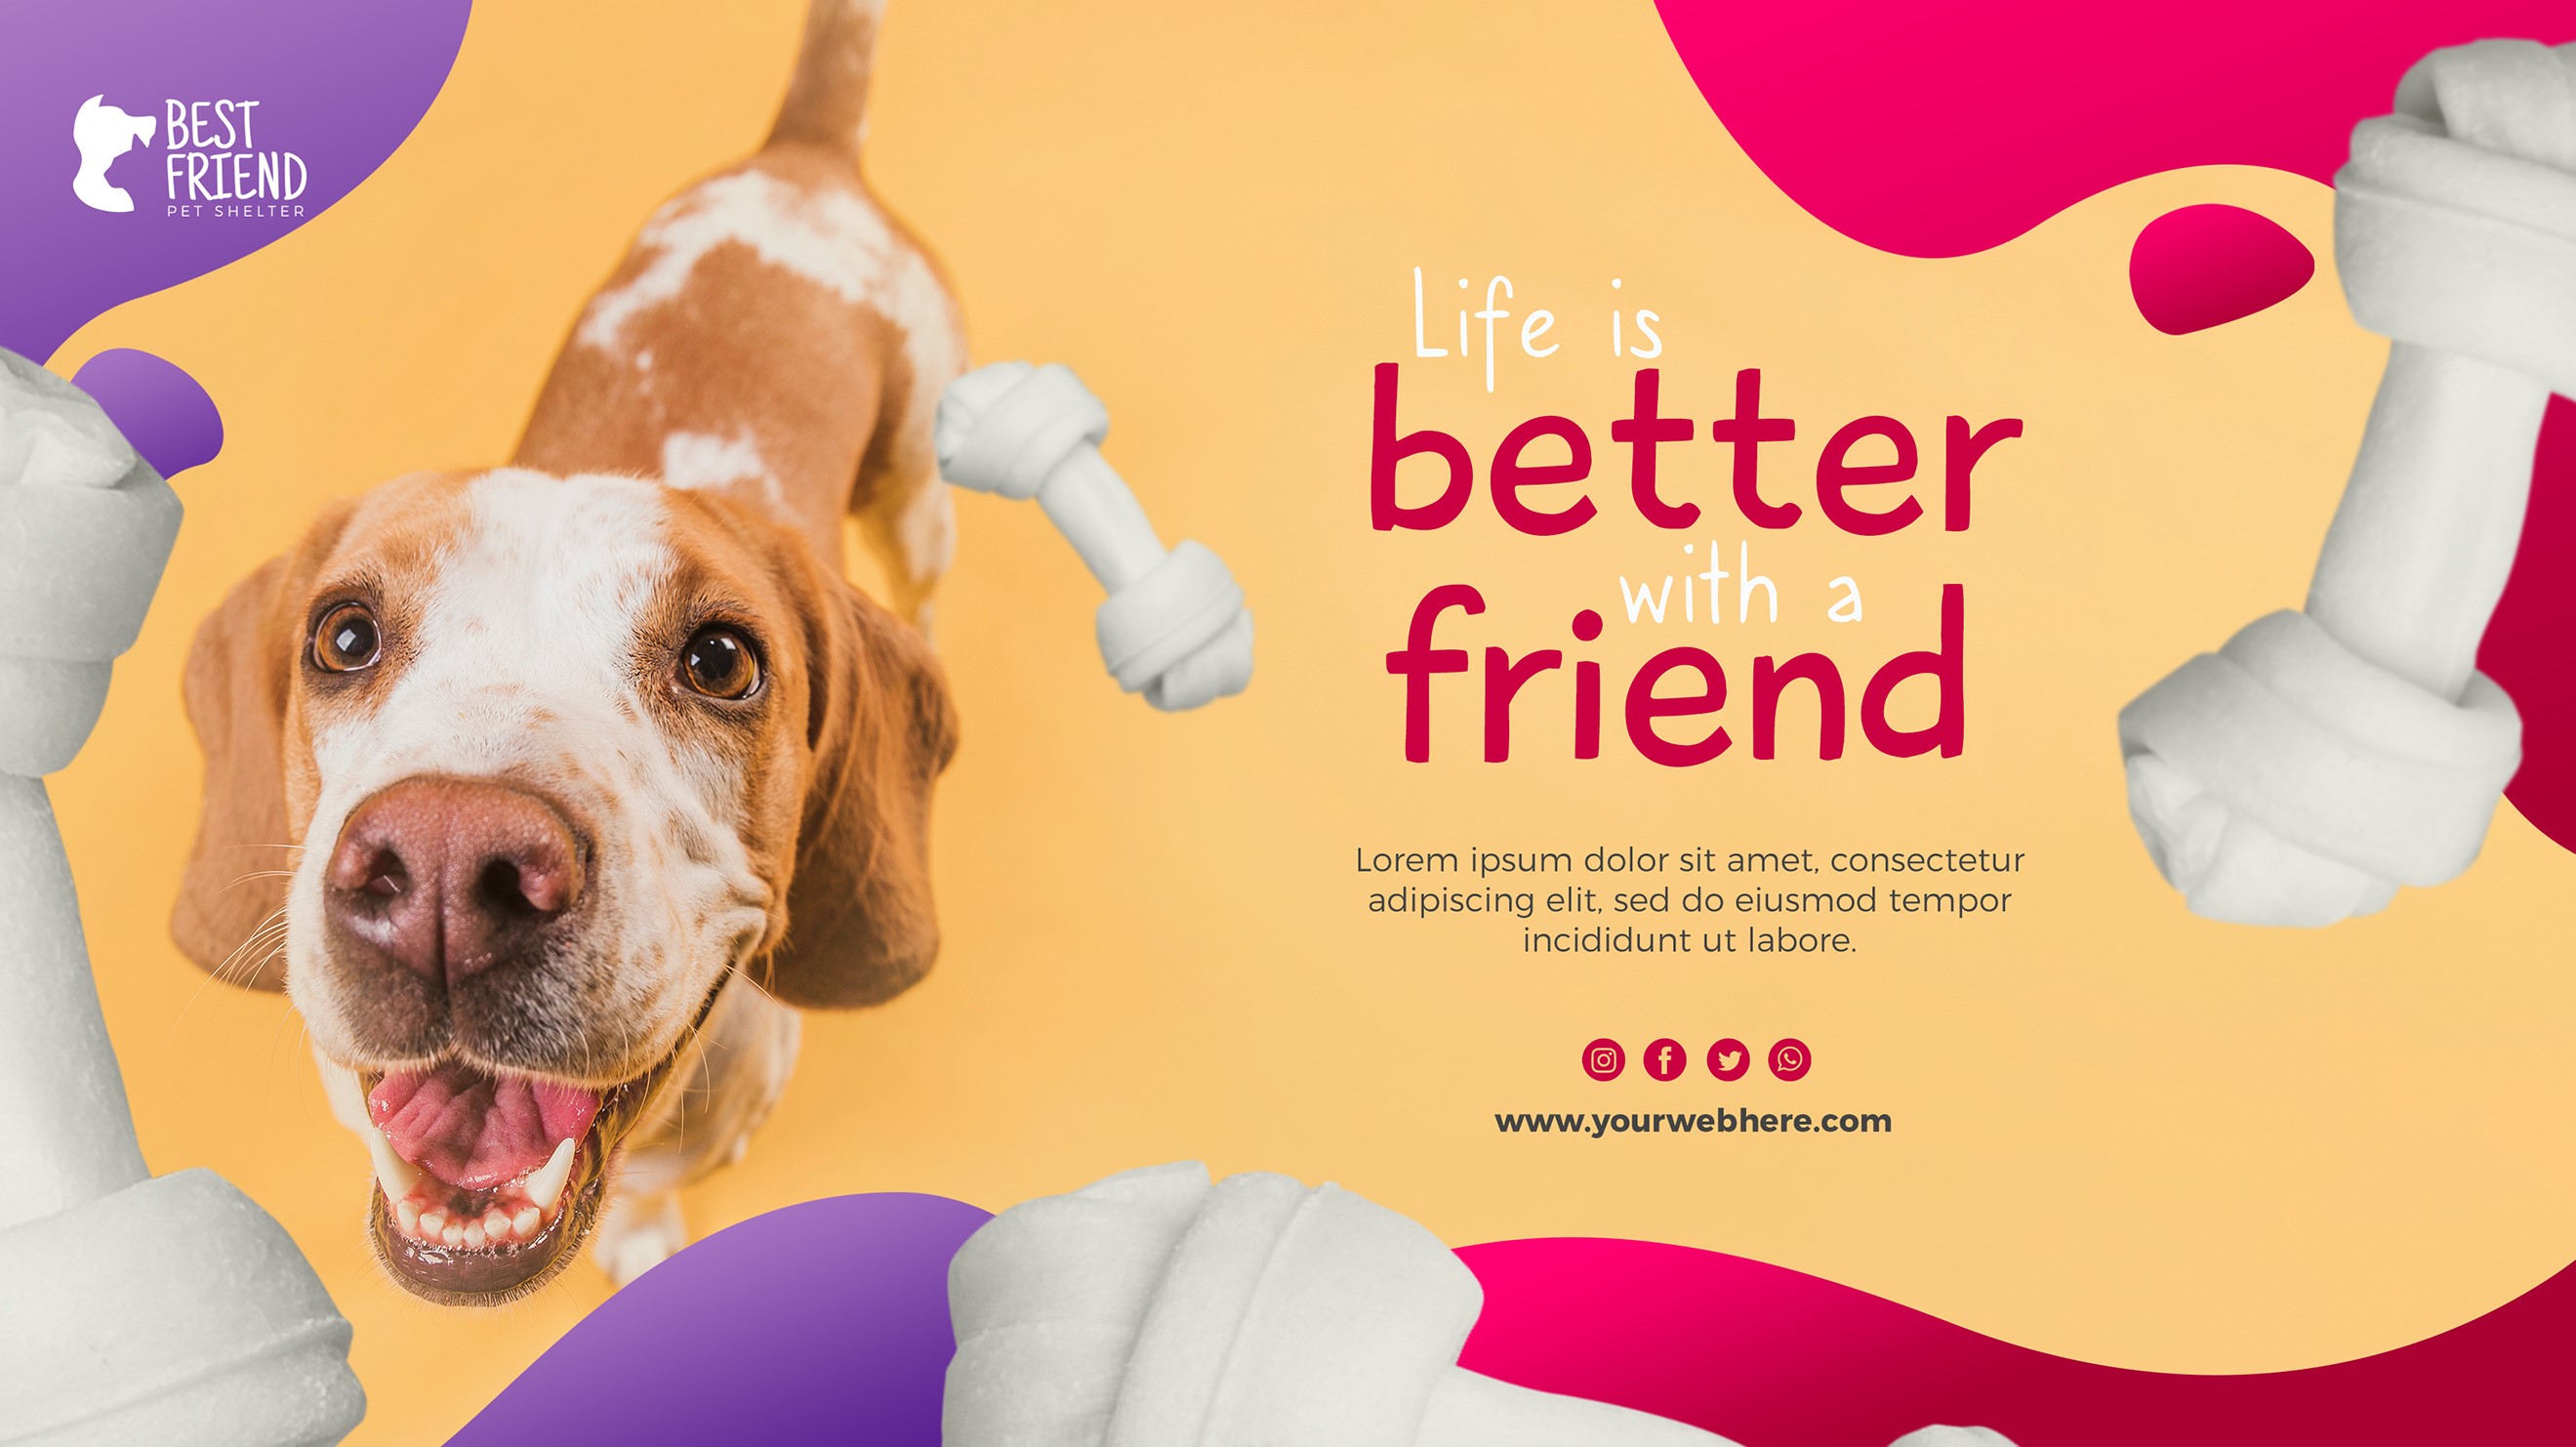 BEST
FRIEND
PET SHELTER
Life is
better
with a
friend
Lorem ipsum dolor sit amet, consectetur
adipiscing elit, sed do eiusmod tempor
incididunt ut labore.
www.yourwebhere.com